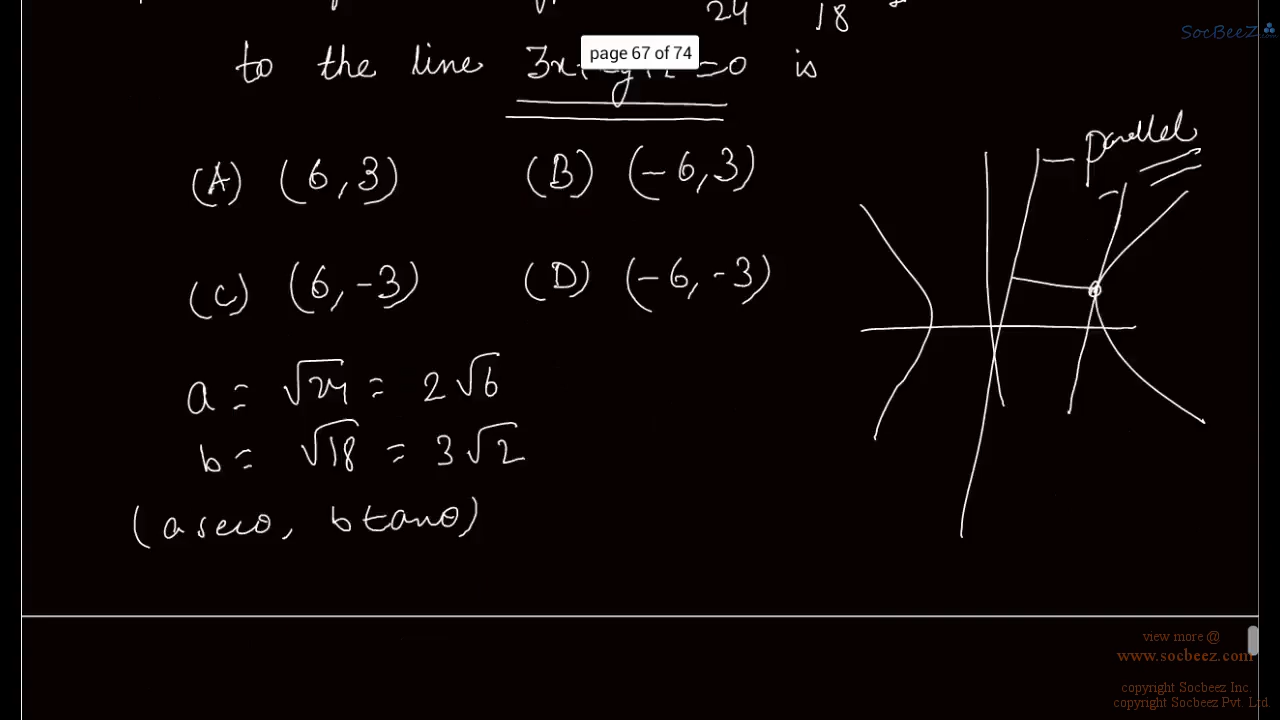 24 18
SocBeeZ
page 67 of 74
to the line 3x =0 is
parallel
(A) (6,3) (B) (-6,3)
(C) (6,-3) (D) (-6,-3)
a = √24 = 2√6
b = √18 = 3√2
(a secθ, b tanθ)
view more @
www.socbeez.com
copyright Socbeez Inc.
copyright Socbeez Pvt. Ltd.